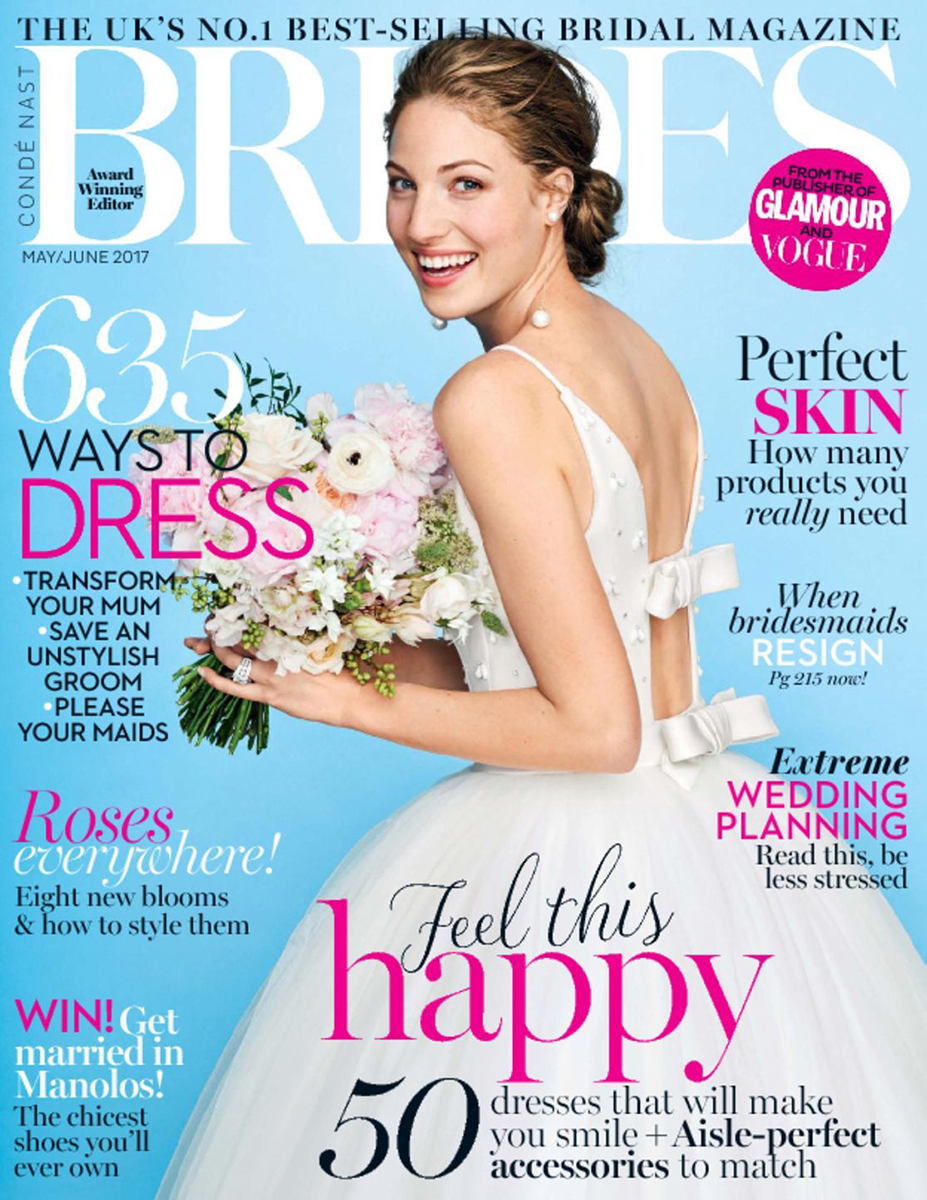 THE UK'S NO.1 BEST-SELLING BRIDAL MAGAZINE
CONDÉ NAST
BRIDES
Award
Winning
Editor
MAY/JUNE 2017
FROM THE
PUBLISHER OF
GLAMOUR
AND
VOGUE
635
WAYS TO
DRESS
•TRANSFORM
YOUR MUM
•SAVE AN
UNSTYLISH
GROOM
•PLEASE
YOUR MAIDS
Roses
everywhere!
Eight new blooms
& how to style them
WIN! Get
married in
Manolos!
The chicest
shoes you'll
ever own
Perfect
SKIN
How many
products you
really need
When
bridesmaids
RESIGN
Pg 215 now!
Extreme
WEDDING
PLANNING
Read this, be
less stressed
Feel this
happy
50 dresses that will make
you smile + Aisle-perfect
accessories to match